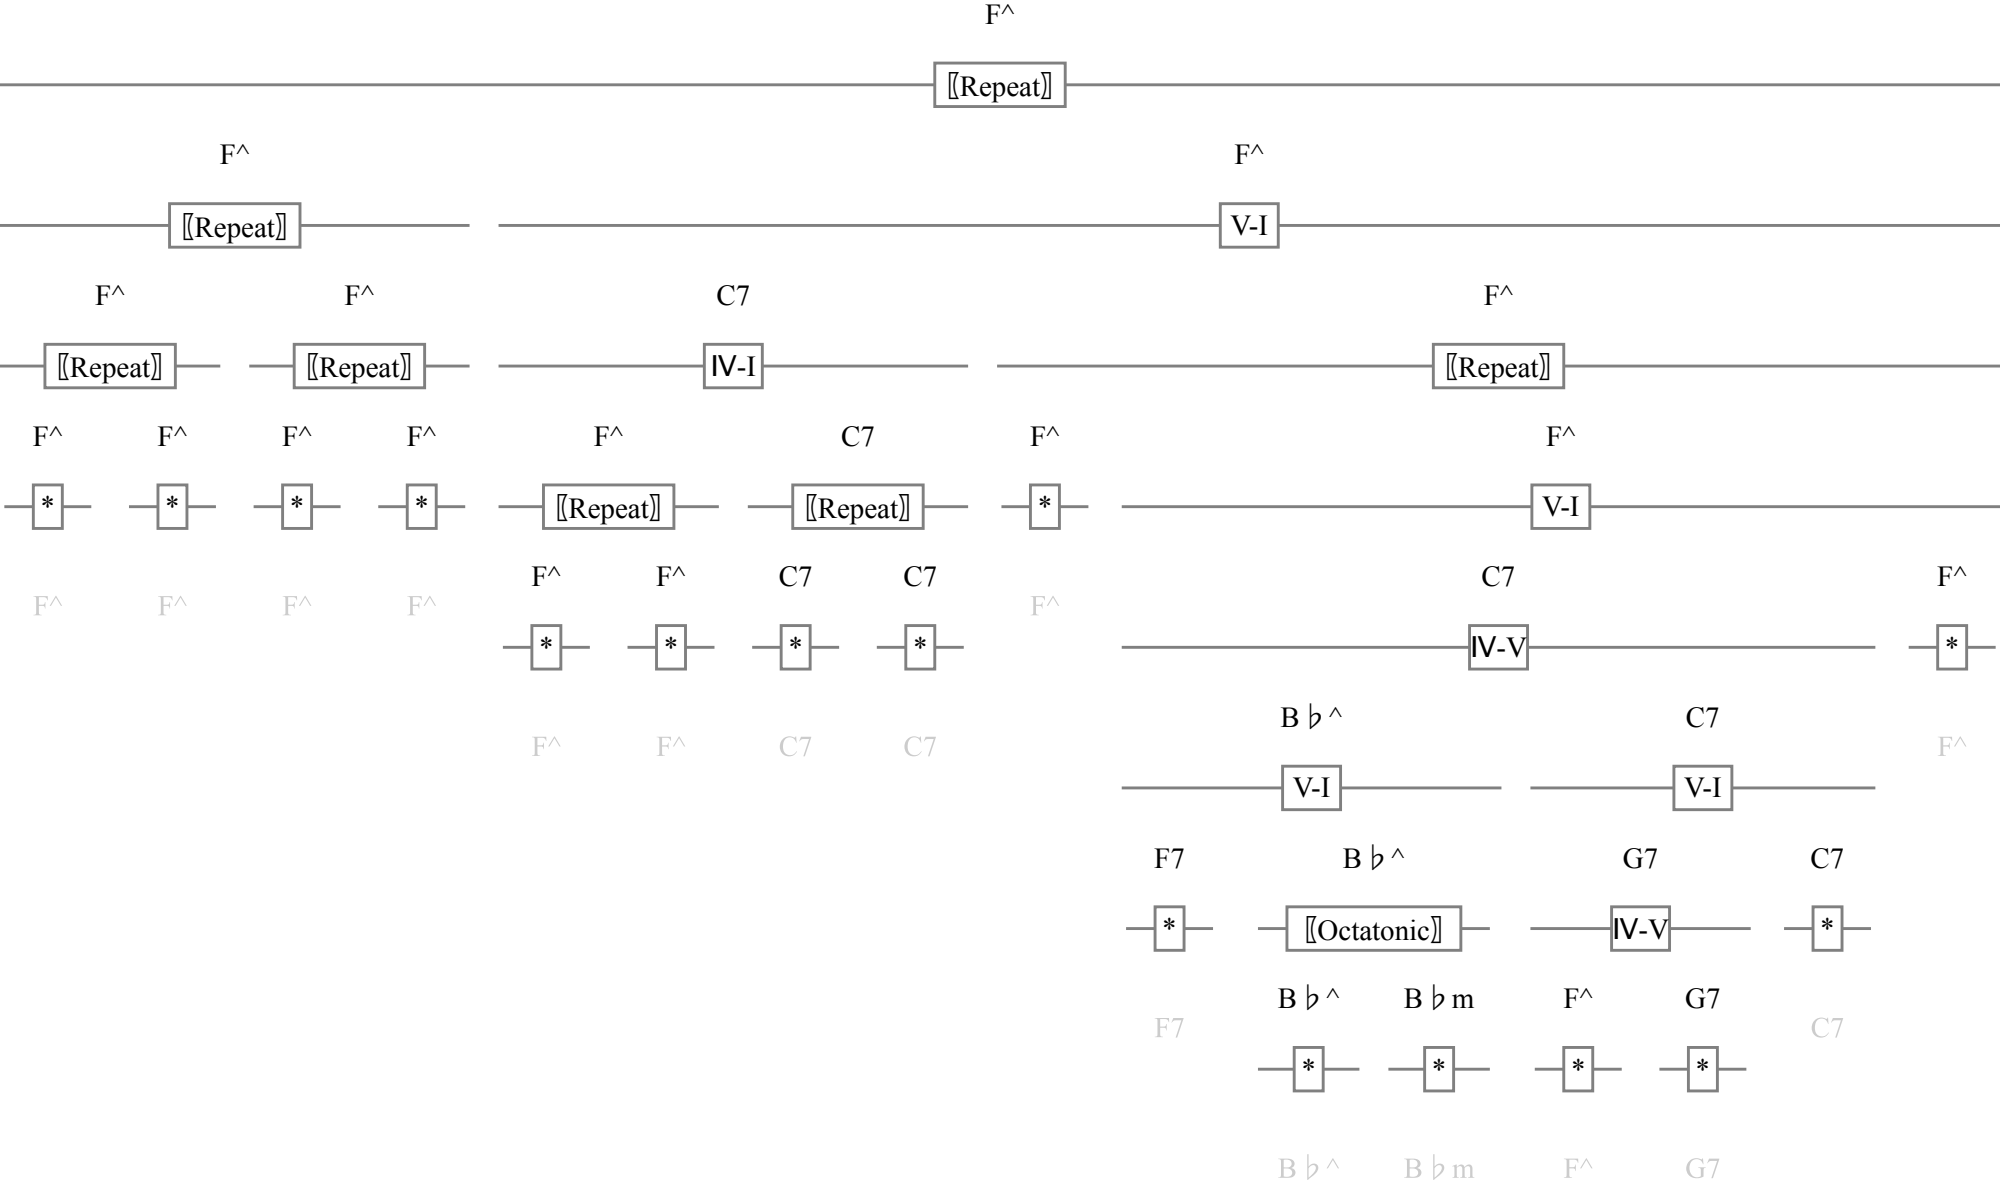 F^
⟦Repeat⟧
F^ F^
⟦Repeat⟧ V-I
F^ F^ C7 F^
⟦Repeat⟧ ⟦Repeat⟧ IV-I ⟦Repeat⟧
F^ F^ F^ F^ F^ C7 F^ F^
* * * * ⟦Repeat⟧ ⟦Repeat⟧ * V-I
F^ F^ C7 C7 C7 F^
F^ F^ F^ F^ F^
* * * * IV-V *
B♭^ C7
F^ F^ C7 C7 F^
V-I V-I
F7 B♭^ G7 C7
* ⟦Octatonic⟧ IV-V *
B♭^ B♭m F^ G7
F7 C7
* * * *
B♭^ B♭m F^ G7